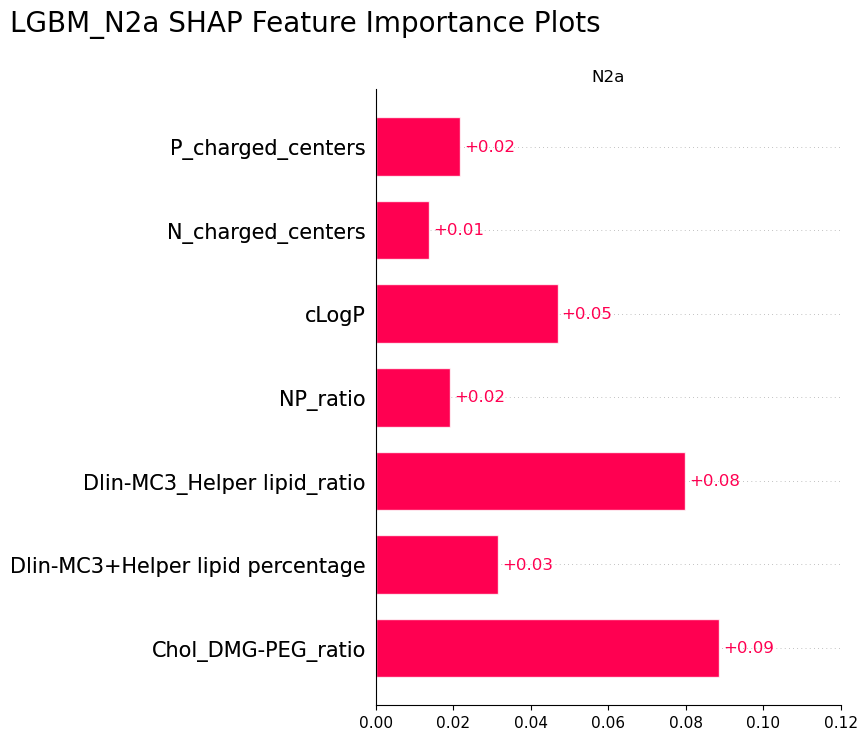 LGBM_N2a SHAP Feature Importance Plots
N2a
P_charged_centers +0.02
N_charged_centers +0.01
cLogP +0.05
NP_ratio +0.02
Dlin-MC3_Helper lipid_ratio +0.08
Dlin-MC3+Helper lipid percentage +0.03
Chol_DMG-PEG_ratio +0.09
0.00 0.02 0.04 0.06 0.08 0.10 0.12